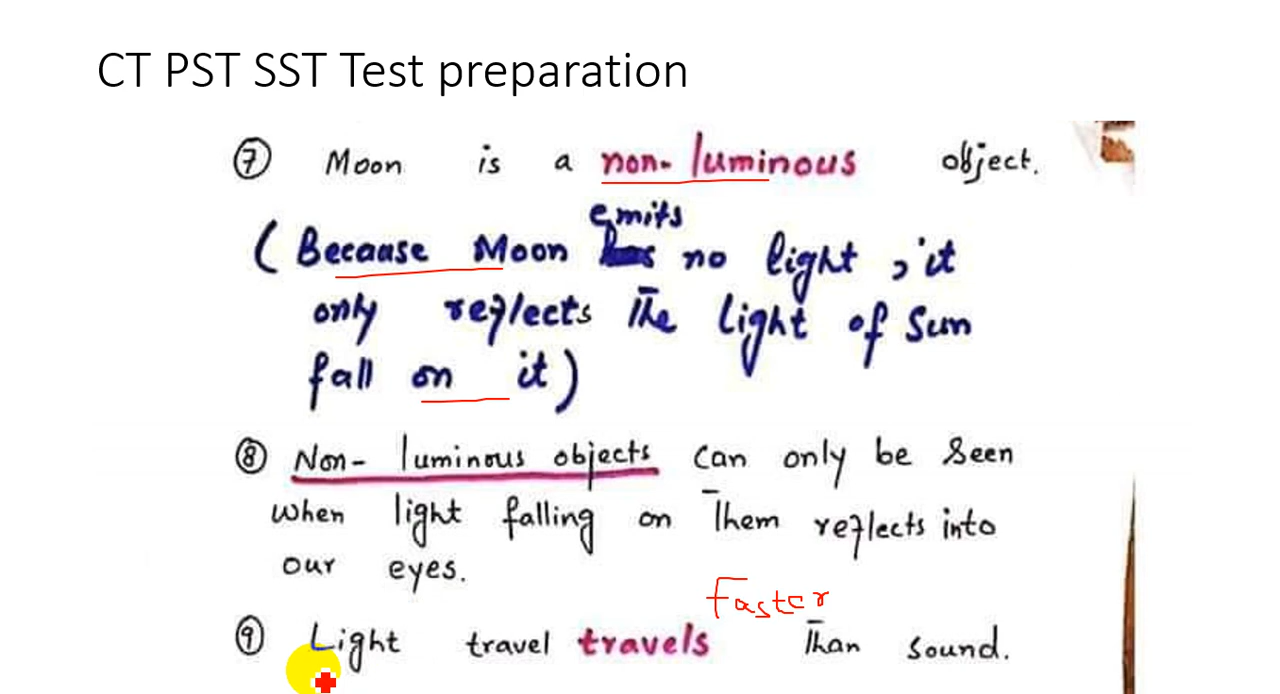 CT PST SST Test preparation
⑦ Moon is a non-luminous object.
emits
(Because Moon has no light, it
only reflects The light of Sun
fall on it)
⑧ Non-luminous objects can only be seen
when light falling on Them reflects into
our eyes.
Faster
⑨ Light travel travels Than sound.